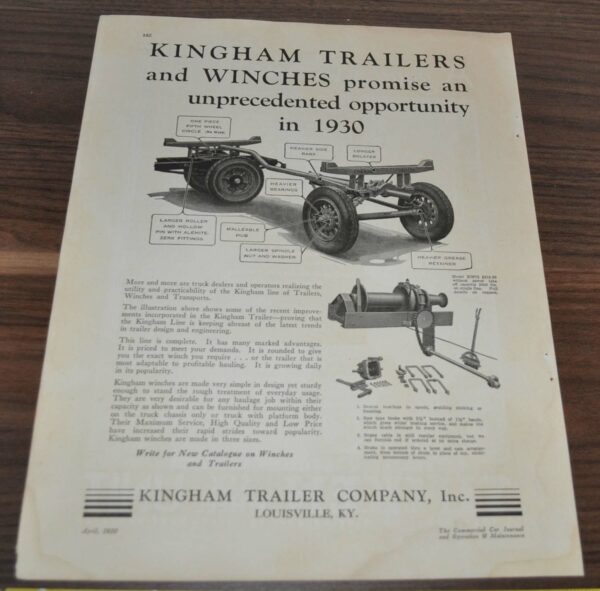 KINGHAM TRAILERS
and WINCHES promise an
unprecedented opportunity
in 1930
ONE PIECE
FIFTH WHEEL
CIRCLE
HEAVIER SIDE
BARS
LONGER
BOLSTER
HEAVIER
BEARINGS
LARGER ROLLER
AND HOLLOW
PIN WITH ALEMITE
ZERK FITTINGS
MALLEABLE
HUB
LARGER SPINDLE
NUT AND WASHER
HEAVIER GREASE
RETAINER
More and more are truck dealers and operators realizing the
utility and practicability of the Kingham line of Trailers,
Winches and Transports.
The illustration above shows some of the recent improve-
ments incorporated in the Kingham Trailer—proving that
the Kingham Line is keeping abreast of the latest trends
in trailer design and engineering.
This line is complete. It has many marked advantages.
It is priced to meet your demands. It is rounded to give
you the exact winch you require . . . or the trailer that is
most adaptable to profitable hauling. It is growing daily
in its popularity.
Kingham winches are made very simple in design yet sturdy
enough to stand the rough treatment of everyday usage.
They are very desirable for any haulage job within their
capacity as shown and can be furnished for mounting either
on the truck chassis only or truck with platform body.
Their Maximum Service, High Quality and Low Price
have increased their rapid strides toward popularity.
Kingham winches are made in three sizes.
Write for New Catalogue on Winches
and Trailers
KINGHAM TRAILER COMPANY, Inc.
LOUISVILLE, KY.
April, 1930
The Commercial Car Journal
and Operation & Maintenance